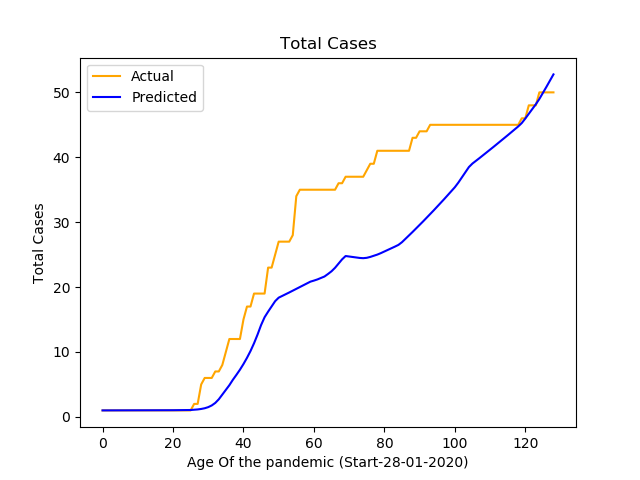 Total Cases
Actual
Predicted
50
40
30
20
10
0
Total Cases
0 20 40 60 80 100 120
Age Of the pandemic (Start-28-01-2020)